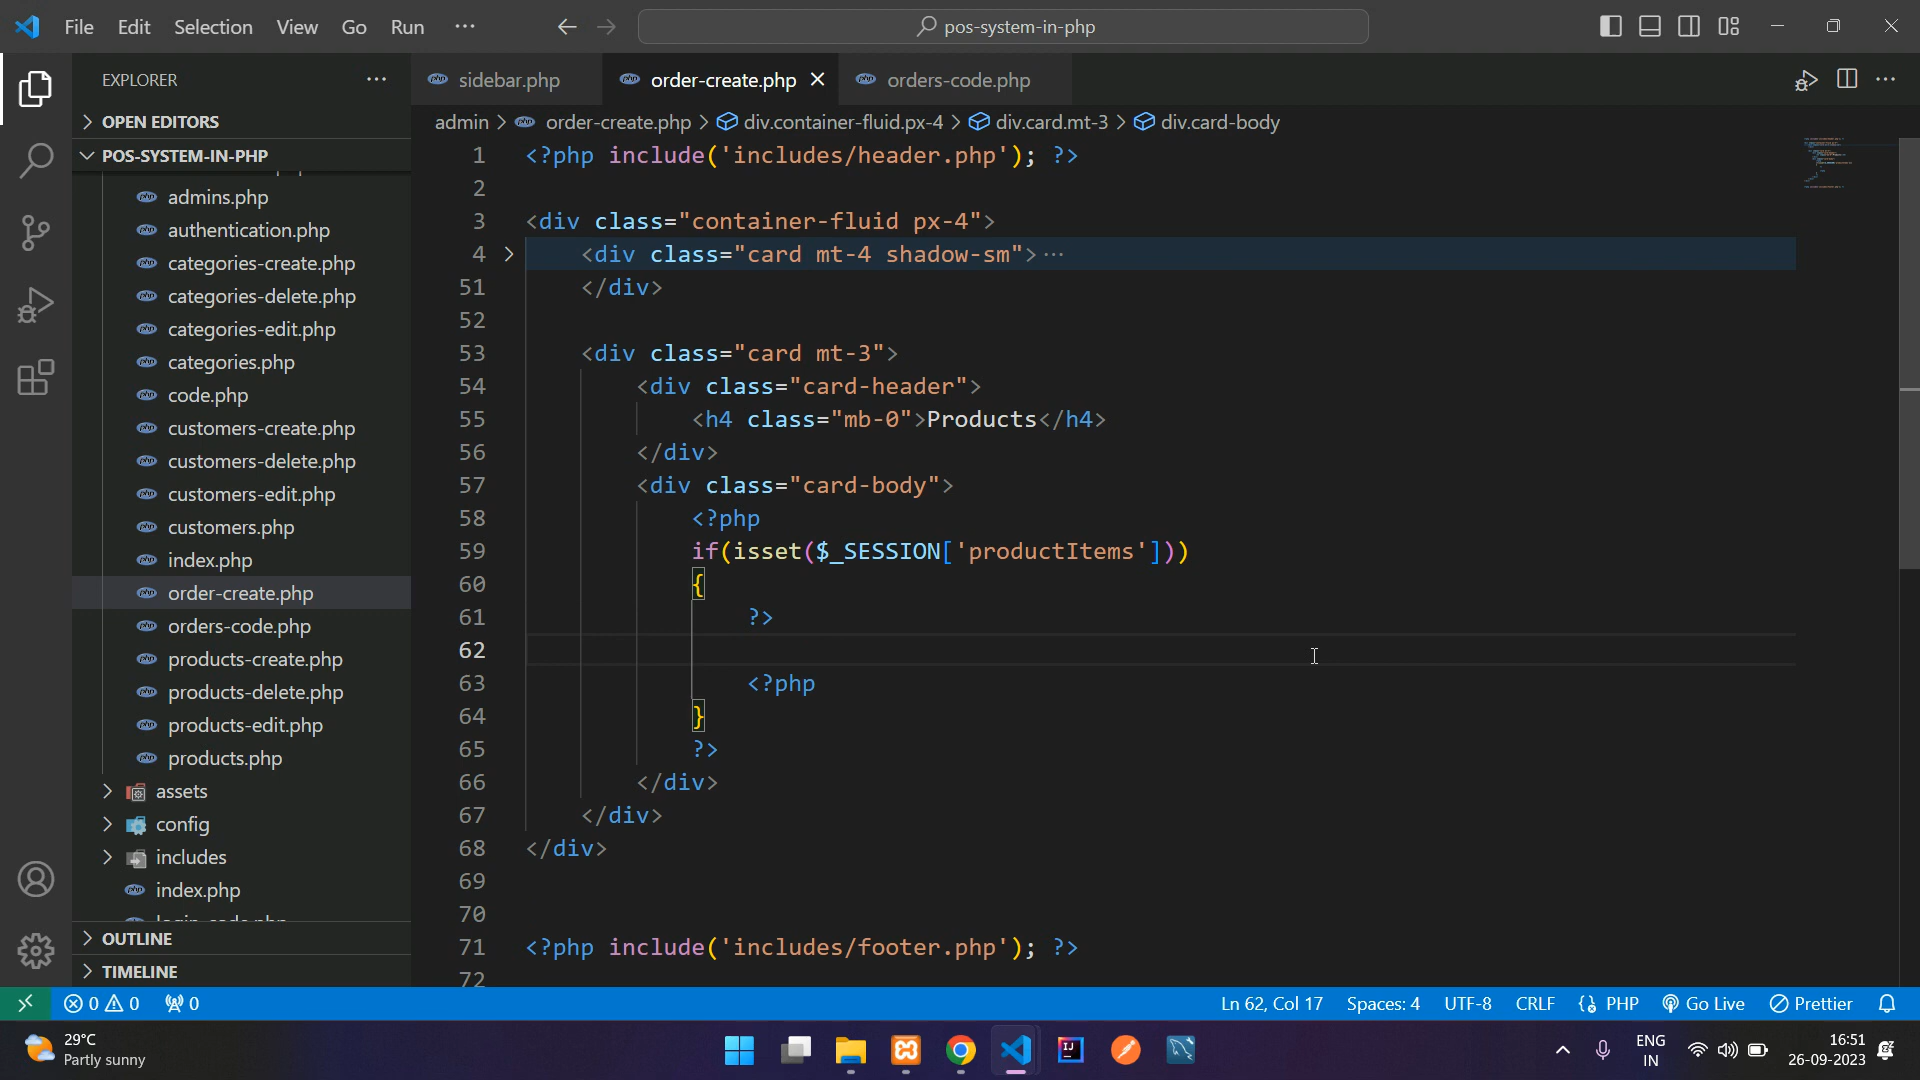 File Edit Selection View Go Run ···
pos-system-in-php
EXPLORER
OPEN EDITORS
POS-SYSTEM-IN-PHP
admins.php
authentication.php
categories-create.php
categories-delete.php
categories-edit.php
categories.php
code.php
customers-create.php
customers-delete.php
customers-edit.php
customers.php
index.php
order-create.php
orders-code.php
products-create.php
products-delete.php
products-edit.php
products.php
assets
config
includes
index.php
OUTLINE
TIMELINE
sidebar.php order-create.php orders-code.php
admin > order-create.php > div.container-fluid.px-4 > div.card.mt-3 > div.card-body
1 <?php include('includes/header.php'); ?>
2
3 <div class="container-fluid px-4">
4 <div class="card mt-4 shadow-sm">···
51 </div>
52
53 <div class="card mt-3">
54 <div class="card-header">
55 <h4 class="mb-0">Products</h4>
56 </div>
57 <div class="card-body">
58 <?php
59 if(isset($_SESSION['productItems']))
60 {
61 ?>
62
63 <?php
64 }
65 ?>
66 </div>
67 </div>
68 </div>
69
70
71 <?php include('includes/footer.php'); ?>
72
0 0 0 Ln 62, Col 17 Spaces: 4 UTF-8 CRLF PHP Go Live Prettier
29°C
Partly sunny
ENG
IN
16:51
26-09-2023